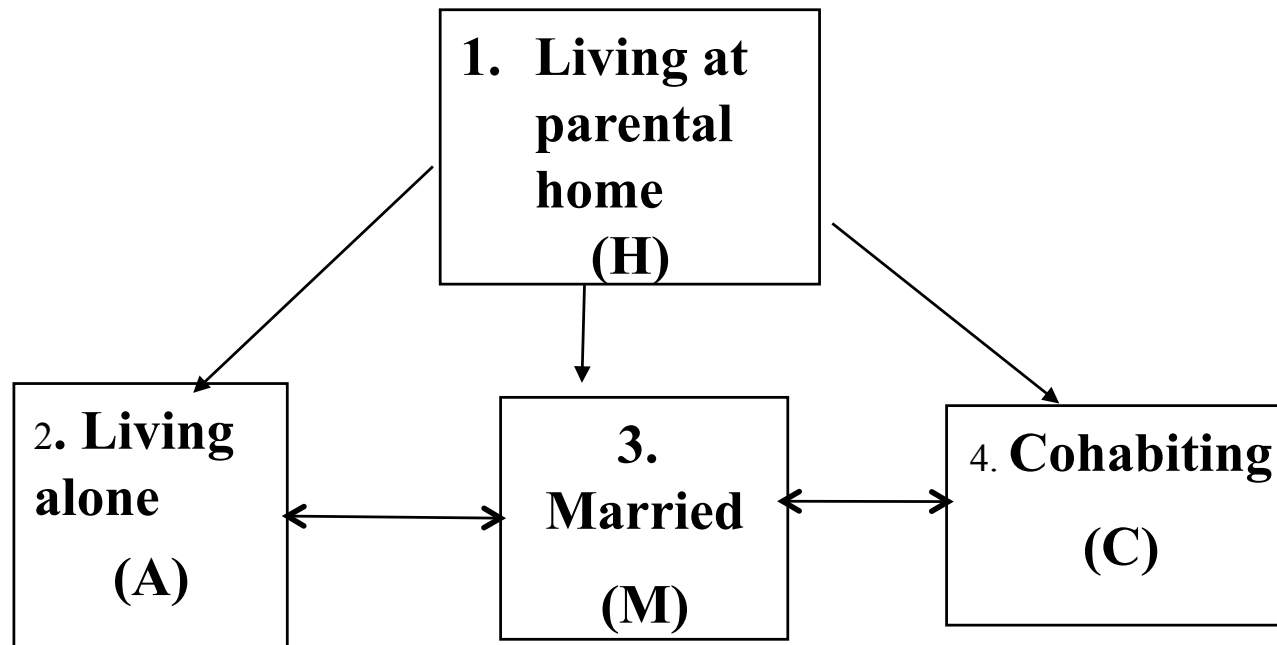 1. Living at
parental
home
(H)
2. Living
alone
(A)
3.
Married
(M)
4. Cohabiting
(C)